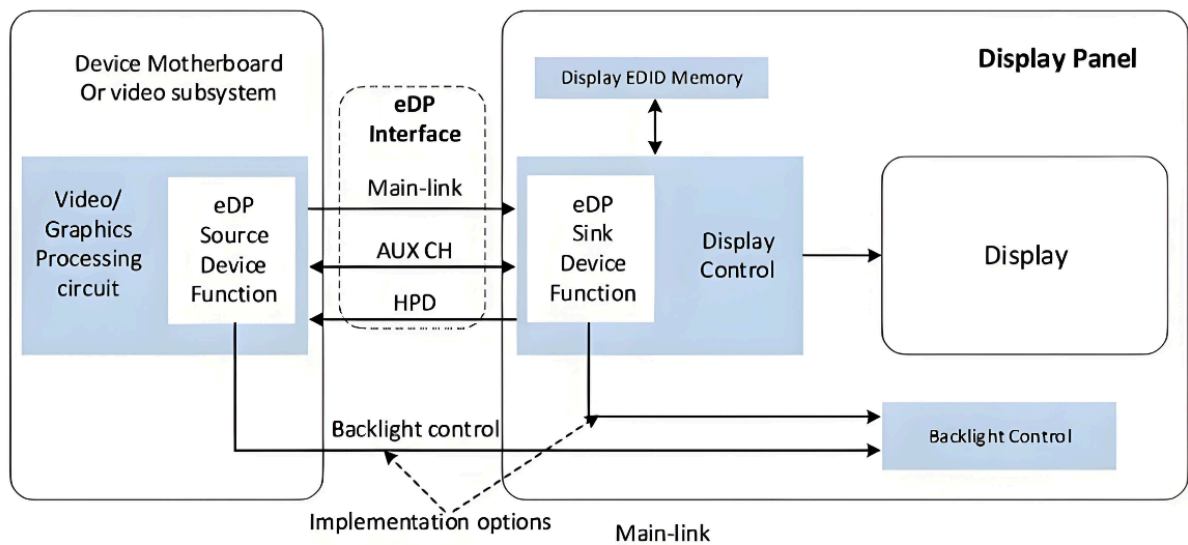 Device Motherboard
Or video subsystem
Video/
Graphics
Processing
circuit
eDP
Source
Device
Function
eDP
Interface
Main-link
AUX CH
HPD
Display Panel
Display EDID Memory
eDP
Sink
Device
Function
Display
Control
Display
Backlight control
Backlight Control
Implementation options
Main-link